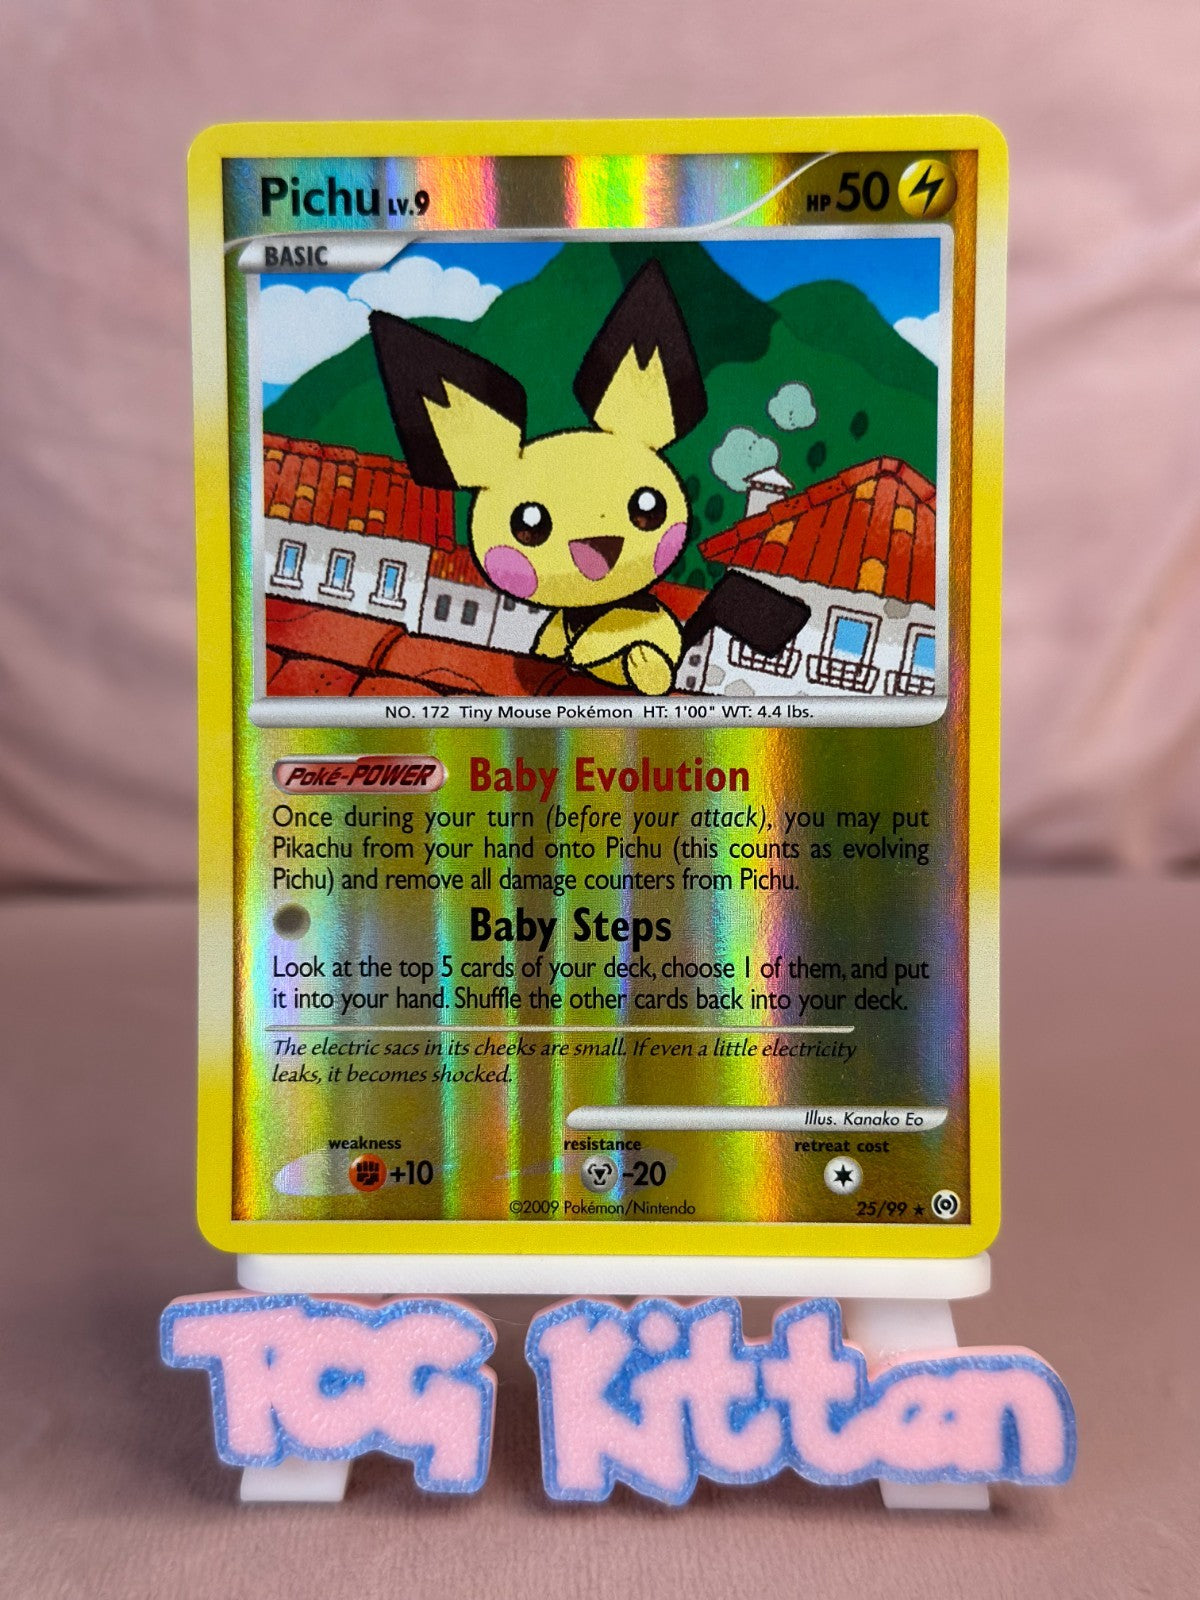 Pichu LV.9 HP 50
BASIC
NO. 172 Tiny Mouse Pokémon HT: 1'00" WT: 4.4 lbs.
Poké-POWER Baby Evolution
Once during your turn (before your attack), you may put
Pikachu from your hand onto Pichu (this counts as evolving
Pichu) and remove all damage counters from Pichu.
Baby Steps
Look at the top 5 cards of your deck, choose 1 of them, and put
it into your hand. Shuffle the other cards back into your deck.
The electric sacs in its cheeks are small. If even a little electricity
leaks, it becomes shocked.
Illus. Kanako Eo
weakness resistance retreat cost
+10 -20
©2009 Pokémon/Nintendo 25/99
TCG Kitten